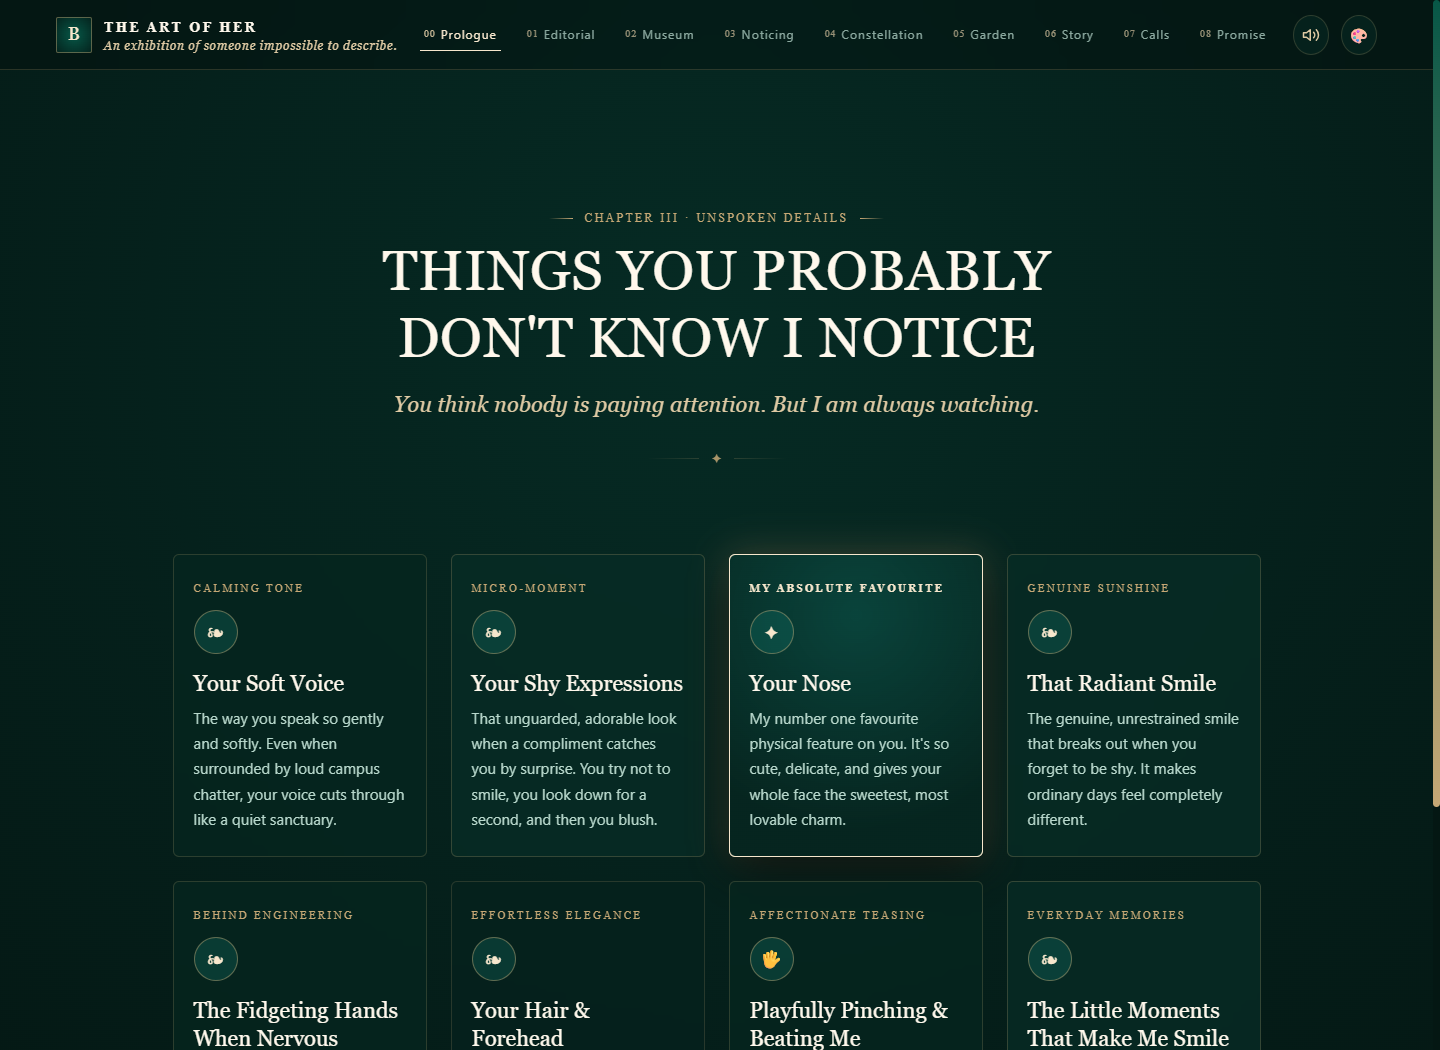 B
THE ART OF HER
An exhibition of someone impossible to describe.
00 Prologue
01 Editorial
02 Museum
03 Noticing
04 Constellation
05 Garden
06 Story
07 Calls
08 Promise
CHAPTER III · UNSPOKEN DETAILS
THINGS YOU PROBABLY
DON'T KNOW I NOTICE
You think nobody is paying attention. But I am always watching.
CALMING TONE
Your Soft Voice
The way you speak so gently
and softly. Even when
surrounded by loud campus
chatter, your voice cuts through
like a quiet sanctuary.
MICRO-MOMENT
Your Shy Expressions
That unguarded, adorable look
when a compliment catches
you by surprise. You try not to
smile, you look down for a
second, and then you blush.
MY ABSOLUTE FAVOURITE
Your Nose
My number one favourite
physical feature on you. It's so
cute, delicate, and gives your
whole face the sweetest, most
lovable charm.
GENUINE SUNSHINE
That Radiant Smile
The genuine, unrestrained smile
that breaks out when you
forget to be shy. It makes
ordinary days feel completely
different.
BEHIND ENGINEERING
The Fidgeting Hands
When Nervous
EFFORTLESS ELEGANCE
Your Hair &
Forehead
AFFECTIONATE TEASING
Playfully Pinching &
Beating Me
EVERYDAY MEMORIES
The Little Moments
That Make Me Smile